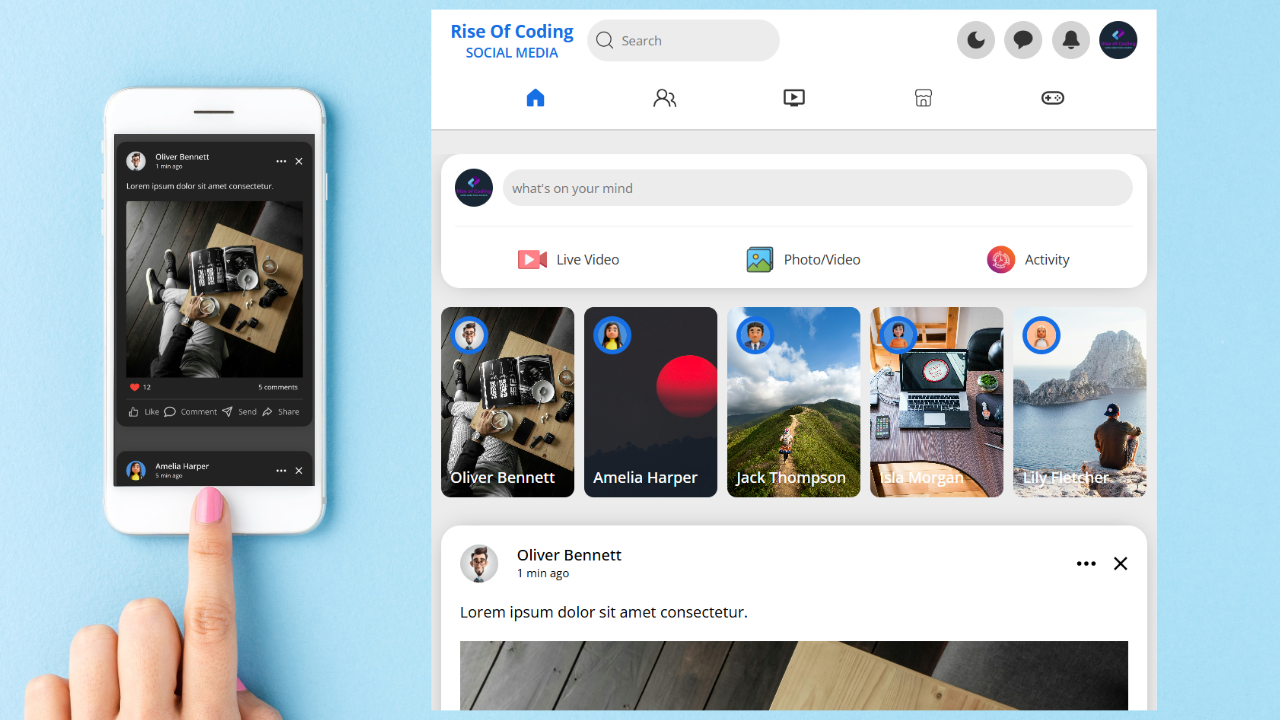 Oliver Bennett
1 min ago
Lorem ipsum dolor sit amet consectetur.
12
5 comments
Like
Comment
Send
Share
Amelia Harper
5 min ago
Rise Of Coding
SOCIAL MEDIA
Search
Rise of Coding
what's on your mind
Live Video
Photo/Video
Activity
Oliver Bennett
Amelia Harper
Jack Thompson
Isla Morgan
Lily Fletcher
Oliver Bennett
1 min ago
Lorem ipsum dolor sit amet consectetur.